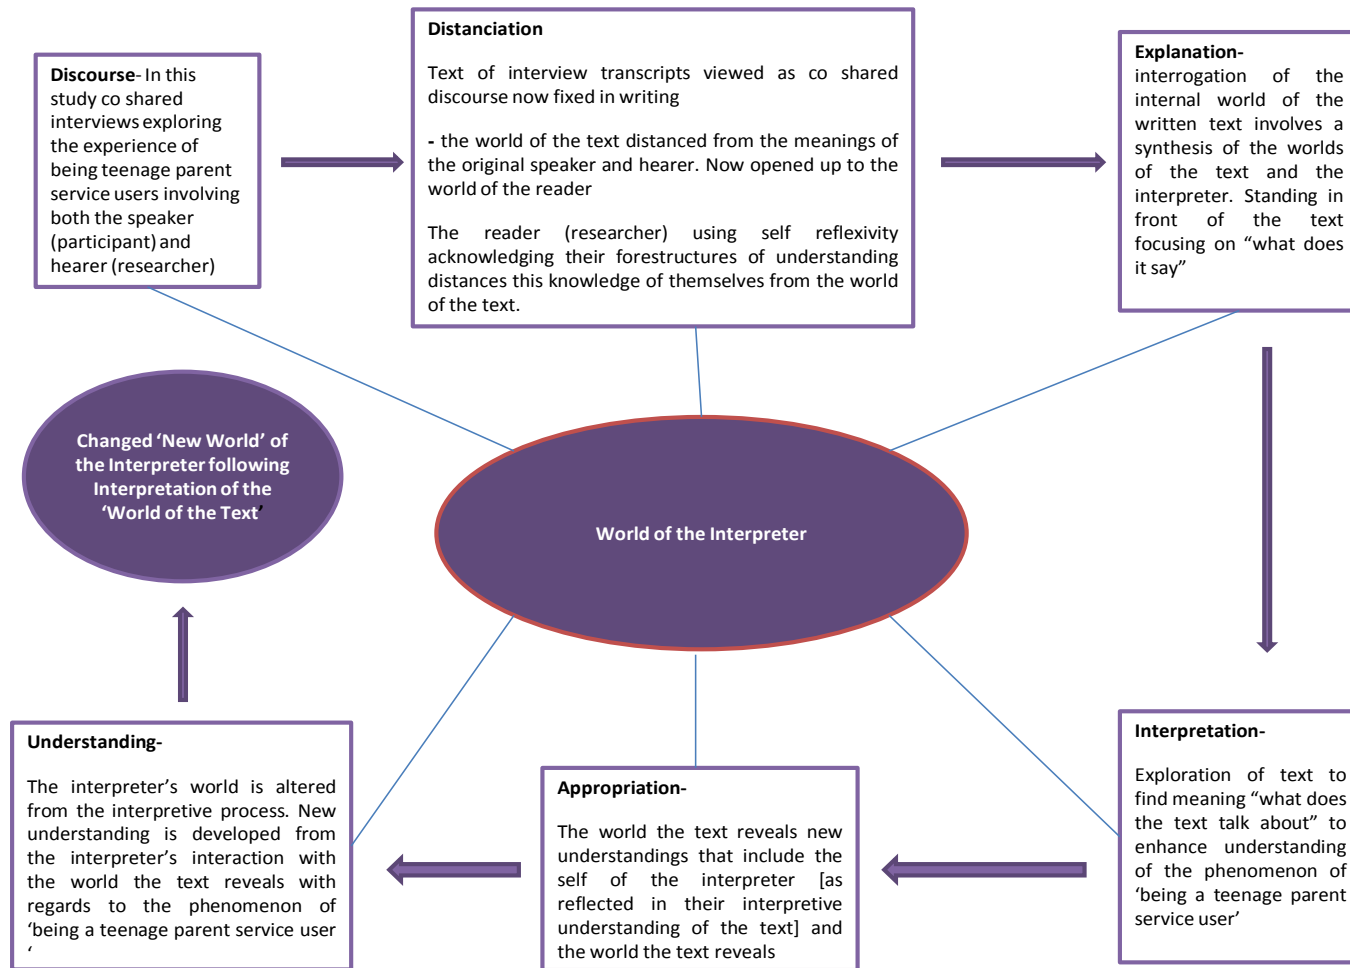 Discourse- In this
study co shared
interviews exploring
the experience of
being teenage parent
service users involving
both the speaker
(participant) and
hearer (researcher)
Distanciation
Text of interview transcripts viewed as co shared
discourse now fixed in writing
- the world of the text distanced from the meanings of
the original speaker and hearer. Now opened up to the
world of the reader
The reader (researcher) using self reflexivity
acknowledging their forestructures of understanding
distances this knowledge of themselves from the world
of the text.
Explanation-
interrogation of the
internal world of the
written text involves a
synthesis of the worlds
of the text and the
interpreter. Standing in
front of the text
focusing on “what does
it say”
Changed ‘New World’ of
the Interpreter following
Interpretation of the
‘World of the Text’
World of the Interpreter
Understanding-
The interpreter’s world is altered
from the interpretive process. New
understanding is developed from
the interpreter’s interaction with
the world the text reveals with
regards to the phenomenon of
‘being a teenage parent service user
‘
Appropriation-
The world the text reveals new
understandings that include the
self of the interpreter [as
reflected in their interpretive
understanding of the text] and
the world the text reveals
Interpretation-
Exploration of text to
find meaning “what does
the text talk about” to
enhance understanding
of the phenomenon of
‘being a teenage parent
service user’